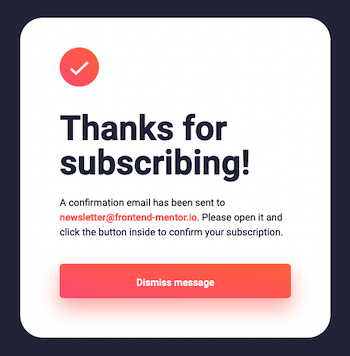 Thanks for
subscribing!
A confirmation email has been sent to
newsletter@frontend-mentor.io. Please open it and
click the button inside to confirm your subscription.
Dismiss message